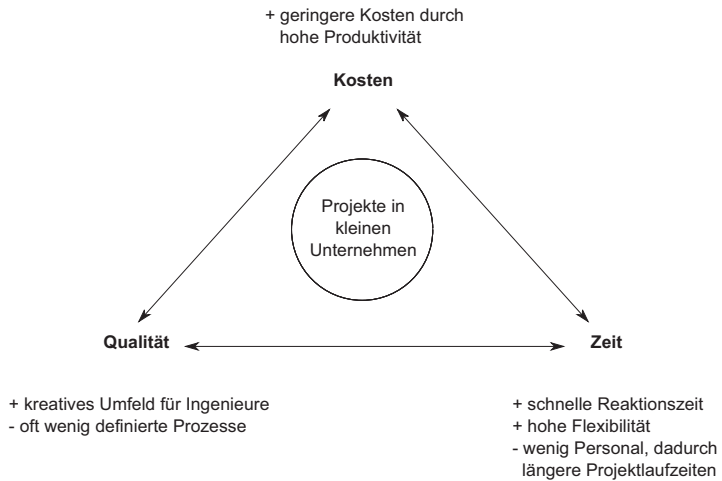 + geringere Kosten durch
hohe Produktivität
Kosten
Projekte in
kleinen
Unternehmen
Qualität
Zeit
+ kreatives Umfeld für Ingenieure
- oft wenig definierte Prozesse
+ schnelle Reaktionszeit
+ hohe Flexibilität
- wenig Personal, dadurch
längere Projektlaufzeiten